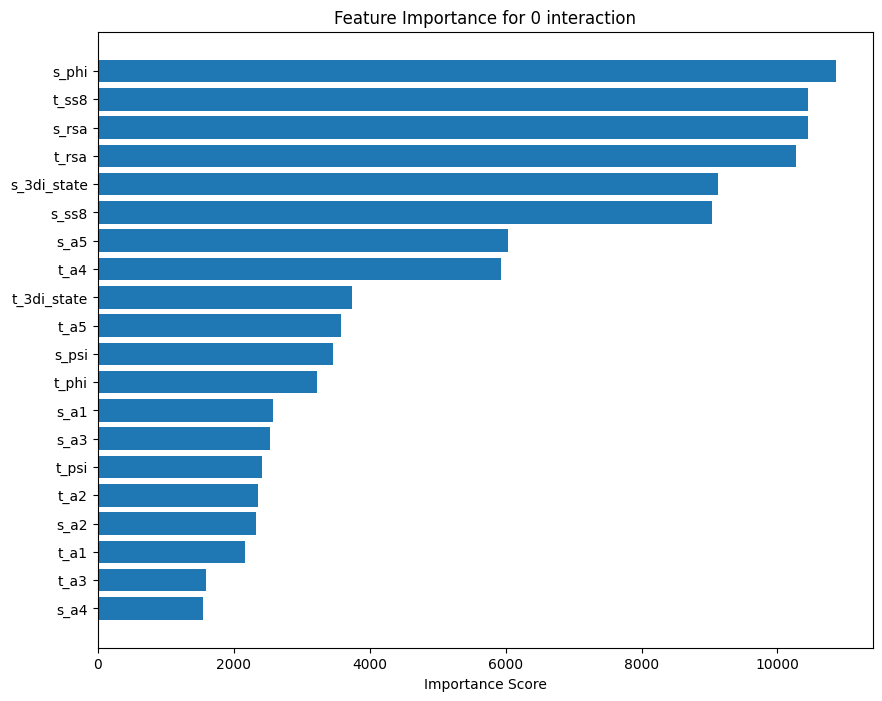 Feature Importance for 0 interaction
s_phi
t_ss8
s_rsa
t_rsa
s_3di_state
s_ss8
s_a5
t_a4
t_3di_state
t_a5
s_psi
t_phi
s_a1
s_a3
t_psi
t_a2
s_a2
t_a1
t_a3
s_a4
0 2000 4000 6000 8000 10000
Importance Score